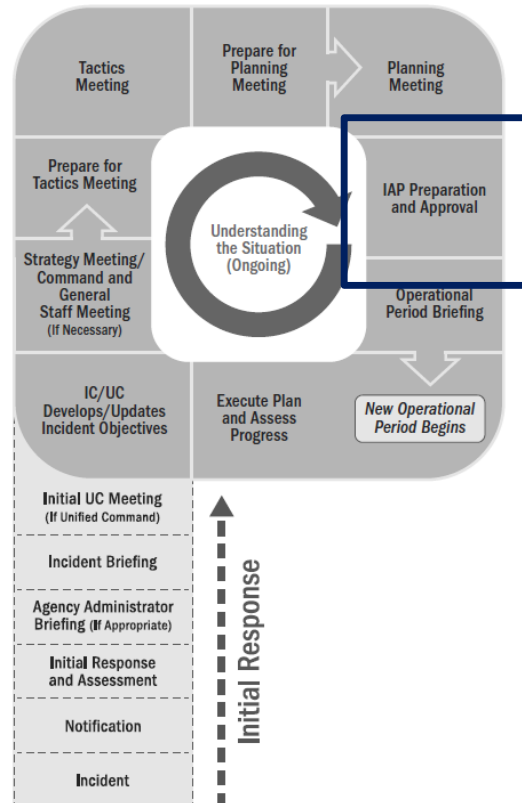 Tactics
Meeting
Prepare for
Planning
Meeting
Planning
Meeting
Prepare for
Tactics Meeting
Understanding
the Situation
(Ongoing)
IAP Preparation
and Approval
Strategy Meeting/
Command and
General
Staff Meeting
(If Necessary)
Operational
Period Briefing
IC/UC
Develops/Updates
Incident Objectives
Execute Plan
and Assess
Progress
New Operational
Period Begins
Initial UC Meeting
(If Unified Command)
Incident Briefing
Agency Administrator
Briefing (If Appropriate)
Initial Response
and Assessment
Notification
Incident
Initial Response